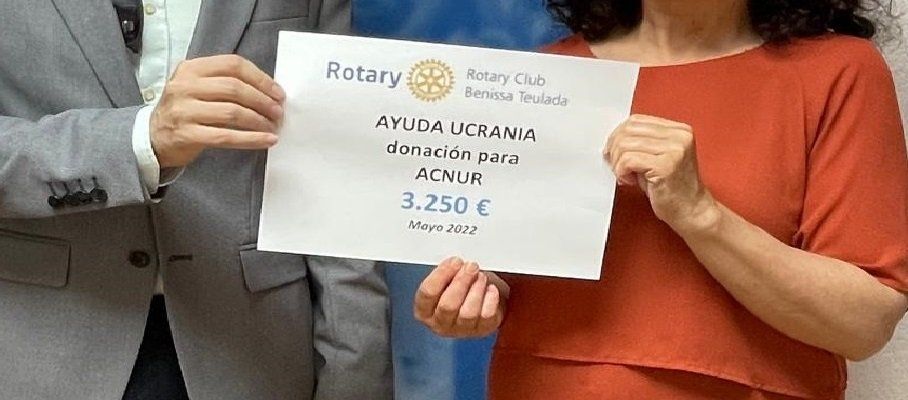 Rotary
Rotary Club
Benissa Teulada
AYUDA UCRANIA
donación para
ACNUR
3.250 €
Mayo 2022